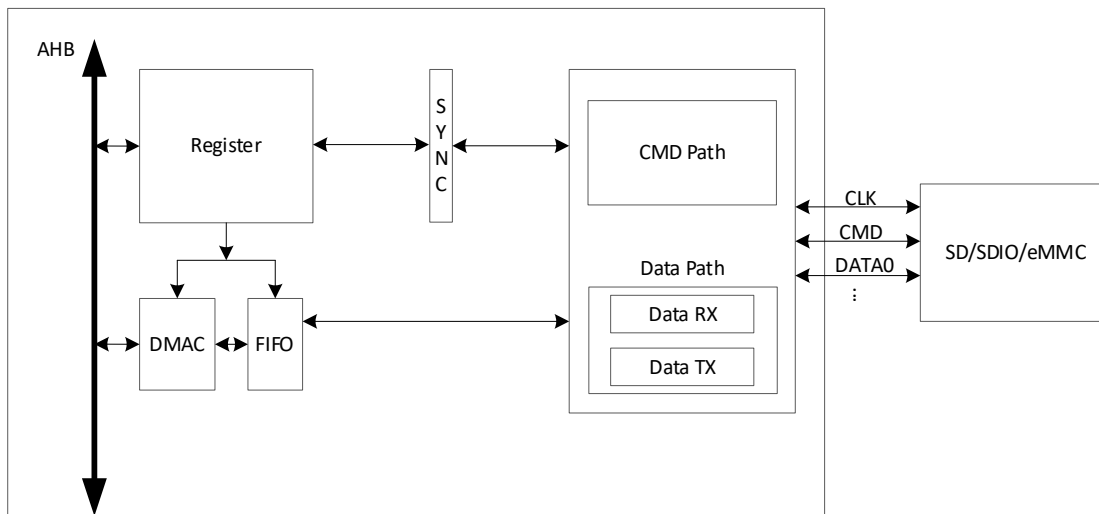 AHB
Register
S
Y
N
C
CMD Path
CLK
CMD
DATA0
...
SD/SDIO/eMMC
Data Path
Data RX
Data TX
DMAC
FIFO